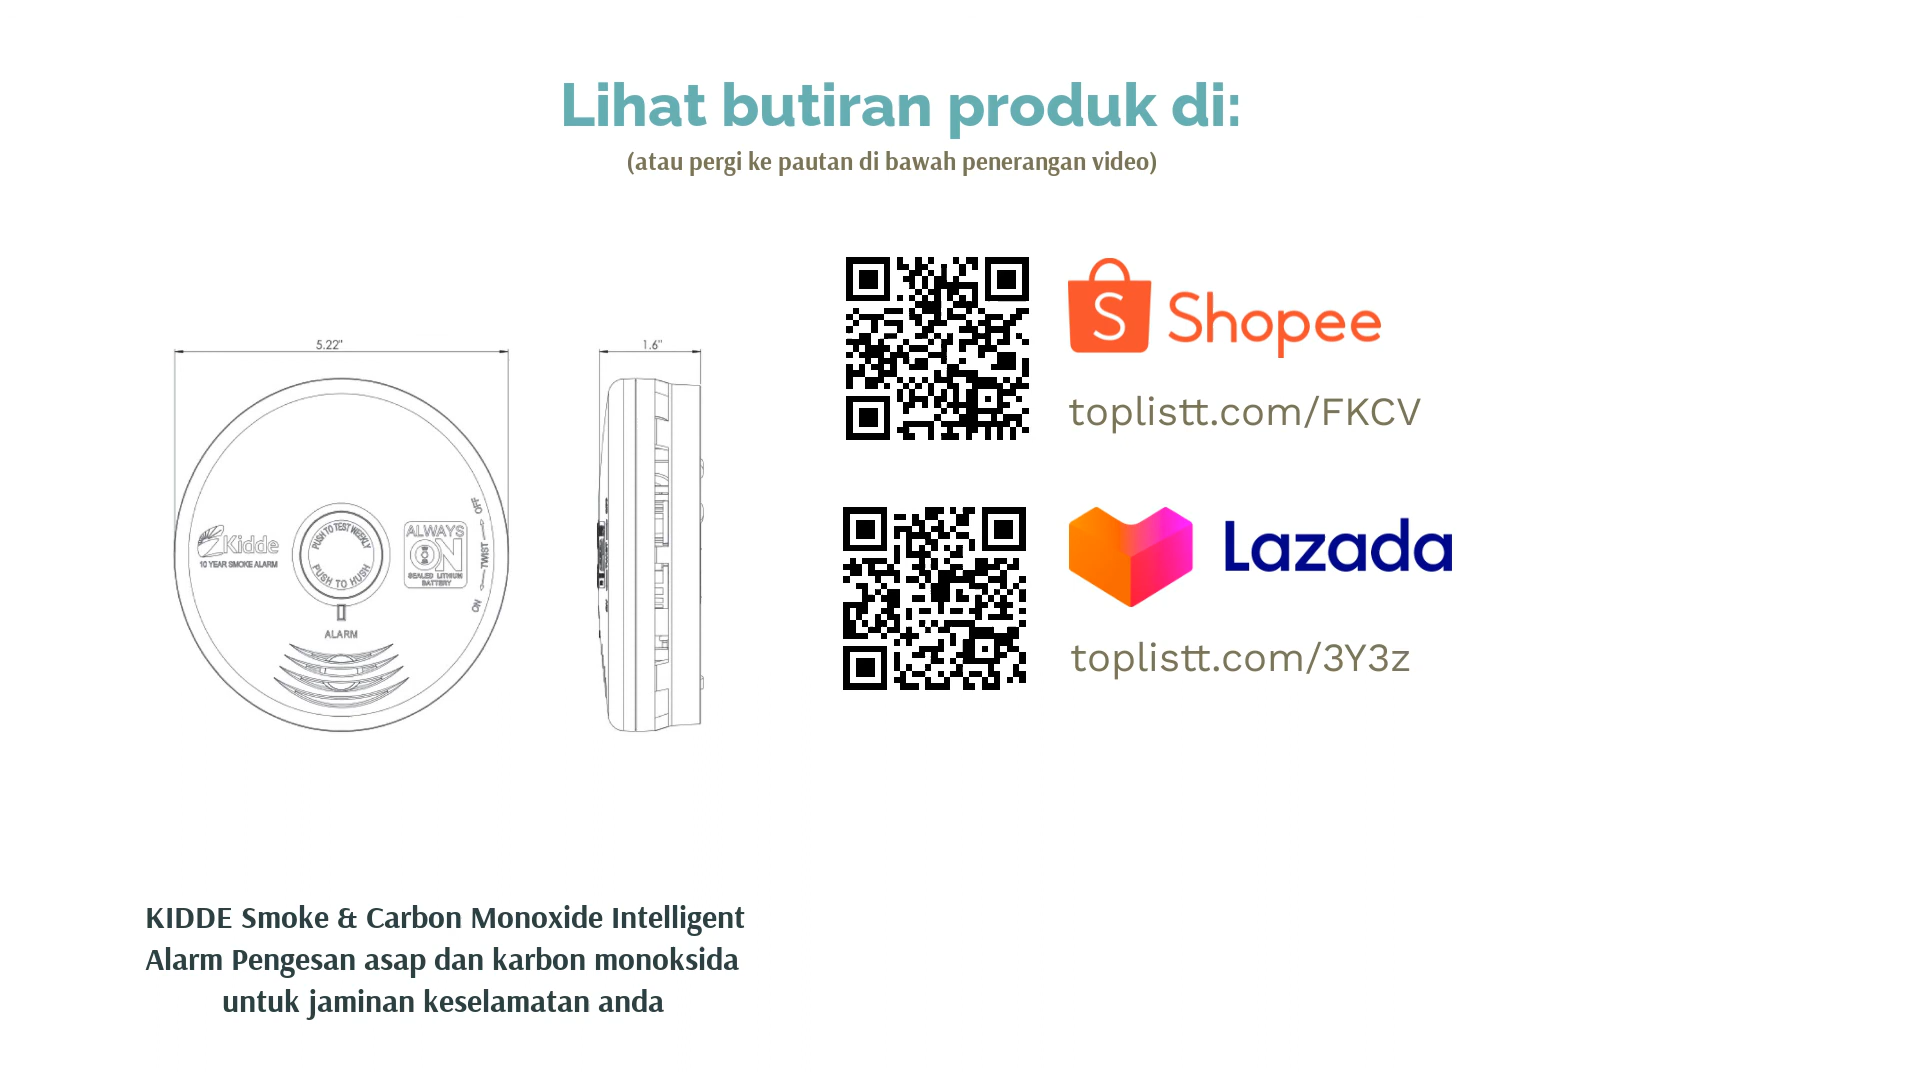 Lihat butiran produk di:
(atau pergi ke pautan di bawah penerangan video)
5.22"
1.6"
Kidde
10 YEAR SMOKE ALARM
PUSH TO TEST WEEKLY
PUSH TO HUSH
ALWAYS
ON
SEALED LITHIUM
BATTERY
OFF
TWIST
ON
ALARM
S Shopee
toplistt.com/FKCV
Lazada
toplistt.com/3Y3z
KIDDE Smoke & Carbon Monoxide Intelligent
Alarm Pengesan asap dan karbon monoksida
untuk jaminan keselamatan anda